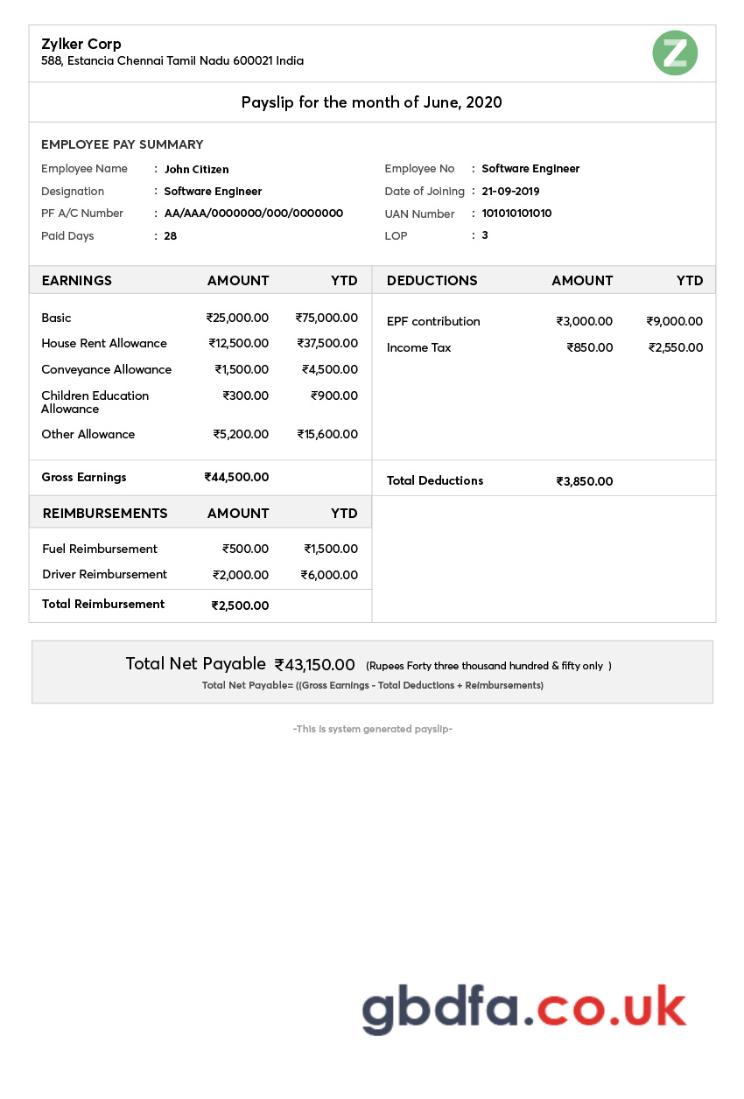 Zylker Corp
588, Estancia Chennai Tamil Nadu 600021 India
Z
Payslip for the month of June, 2020
EMPLOYEE PAY SUMMARY
Employee Name : John Citizen Employee No : Software Engineer
Designation : Software Engineer Date of Joining : 21-09-2019
PF A/C Number : AA/AAA/0000000/000/0000000 UAN Number : 101010101010
Paid Days : 28 LOP : 3
EARNINGS AMOUNT YTD DEDUCTIONS AMOUNT YTD
Basic ₹25,000.00 ₹75,000.00 EPF contribution ₹3,000.00 ₹9,000.00
House Rent Allowance ₹12,500.00 ₹37,500.00 Income Tax ₹850.00 ₹2,550.00
Conveyance Allowance ₹1,500.00 ₹4,500.00
Children Education ₹300.00 ₹900.00
Allowance
Other Allowance ₹5,200.00 ₹15,600.00
Gross Earnings ₹44,500.00 Total Deductions ₹3,850.00
REIMBURSEMENTS AMOUNT YTD
Fuel Reimbursement ₹500.00 ₹1,500.00
Driver Reimbursement ₹2,000.00 ₹6,000.00
Total Reimbursement ₹2,500.00
Total Net Payable ₹43,150.00 (Rupees Forty three thousand hundred & fifty only )
Total Net Payable= ((Gross Earnings - Total Deductions + Reimbursements)
-This is system generated payslip-
gbdfa.co.uk